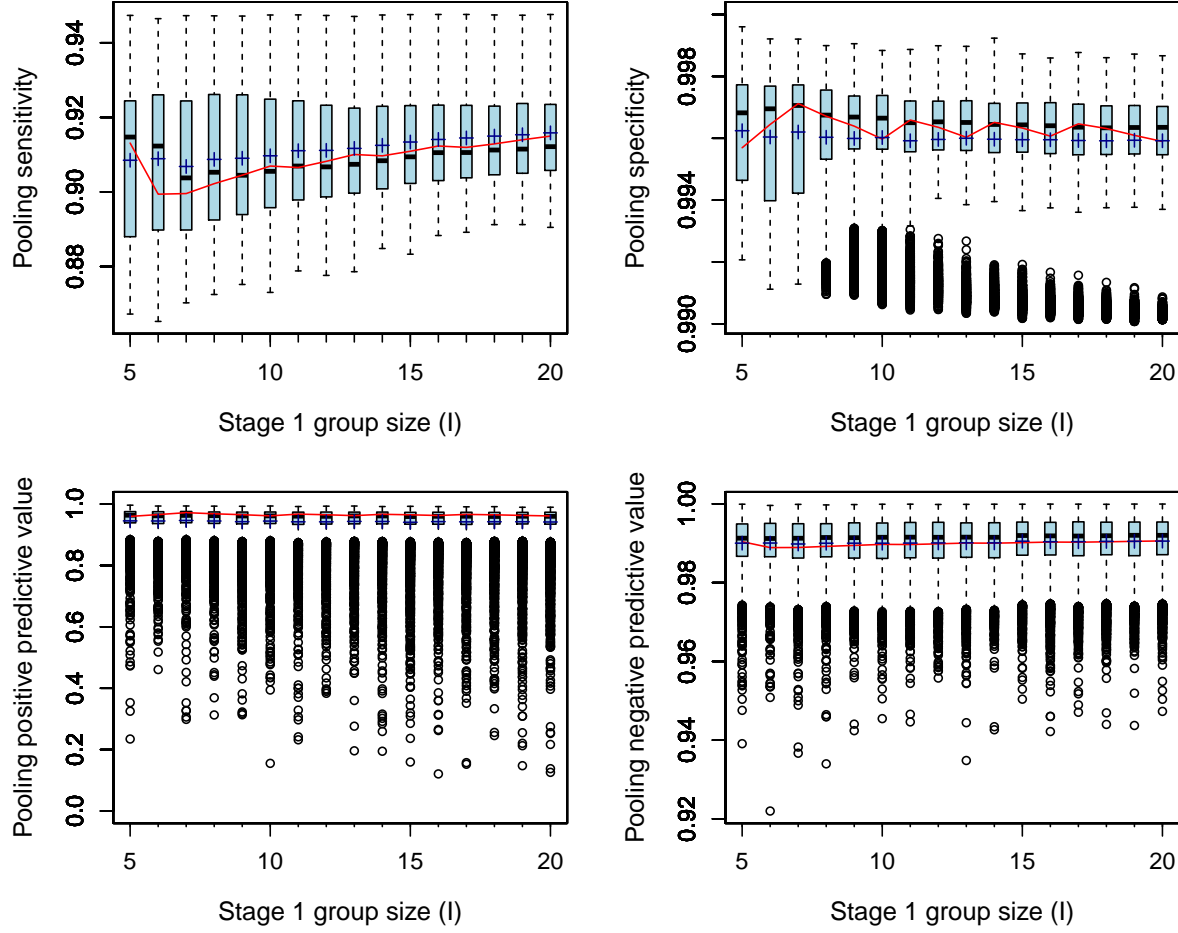 Pooling sensitivity
0.94
0.92
0.90
0.88
5 10 15 20
Stage 1 group size (I)
Pooling specificity
0.998
0.994
0.990
5 10 15 20
Stage 1 group size (I)
Pooling positive predictive value
1.0
0.8
0.6
0.4
0.2
0.0
5 10 15 20
Stage 1 group size (I)
Pooling negative predictive value
1.00
0.98
0.96
0.94
0.92
5 10 15 20
Stage 1 group size (I)